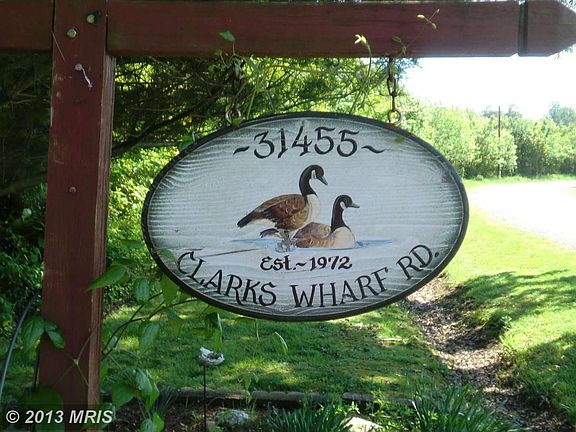 ~31455~
Est.~1972
CLARKS WHARF RD.
© 2013 MRIS